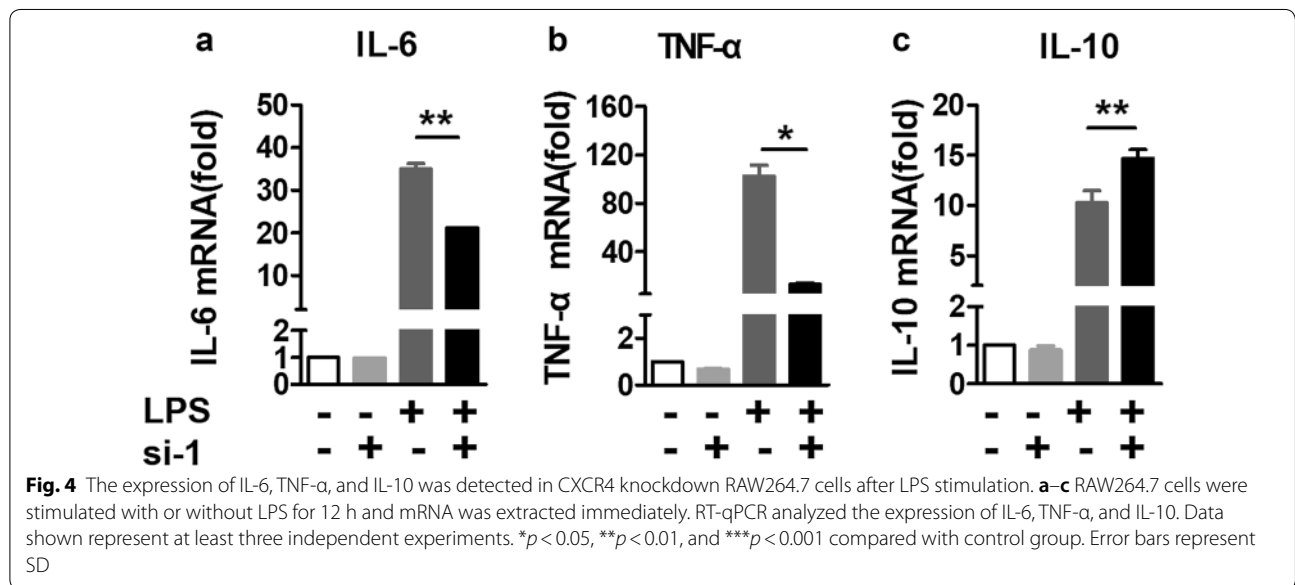 a IL-6 b TNF-α c IL-10
IL-6 mRNA(fold)
50
40
30
20
10
2
1
0
**
TNF-α mRNA(fold)
160
120
80
40
2
0
*
IL-10 mRNA(fold)
20
15
10
5
2
1
0
**
LPS - - + + - - + + - - + +
si-1 - + - + - + - + - + - +
Fig. 4 The expression of IL-6, TNF-α, and IL-10 was detected in CXCR4 knockdown RAW264.7 cells after LPS stimulation. a–c RAW264.7 cells were
stimulated with or without LPS for 12 h and mRNA was extracted immediately. RT-qPCR analyzed the expression of IL-6, TNF-α, and IL-10. Data
shown represent at least three independent experiments. *p < 0.05, **p < 0.01, and ***p < 0.001 compared with control group. Error bars represent
SD